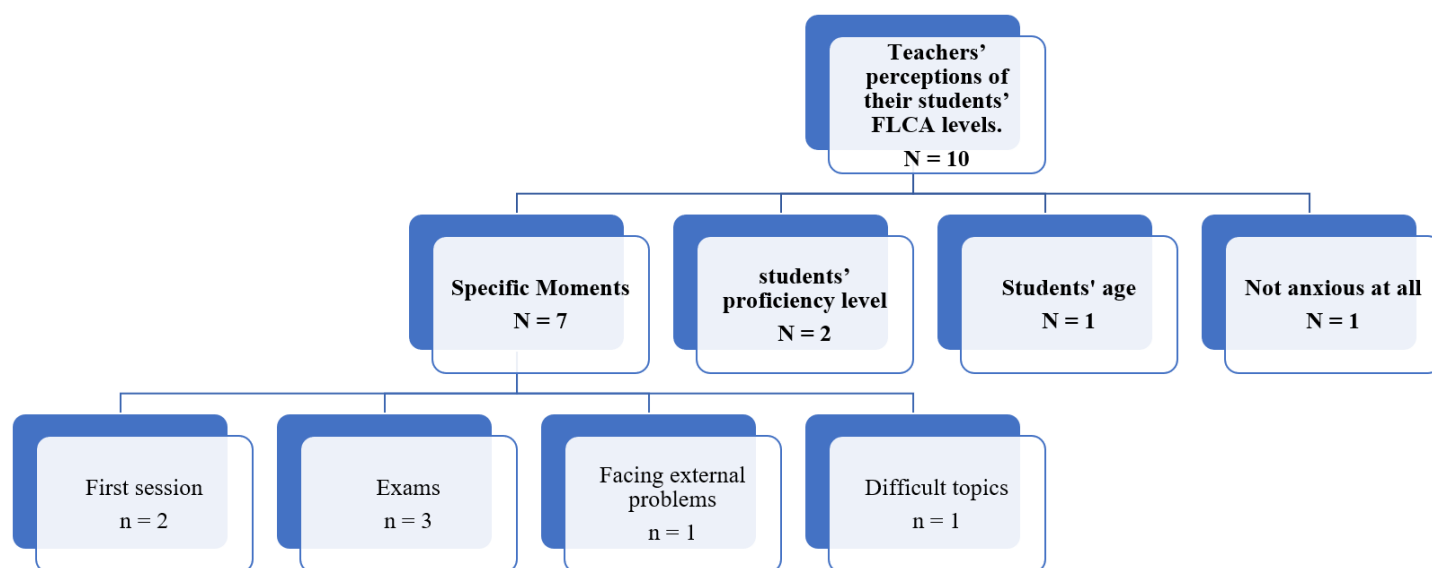 Teachers’
perceptions of
their students’
FLCA levels.
N = 10
Specific Moments
N = 7
students’
proficiency level
N = 2
Students' age
N = 1
Not anxious at all
N = 1
First session
n = 2
Exams
n = 3
Facing external
problems
n = 1
Difficult topics
n = 1